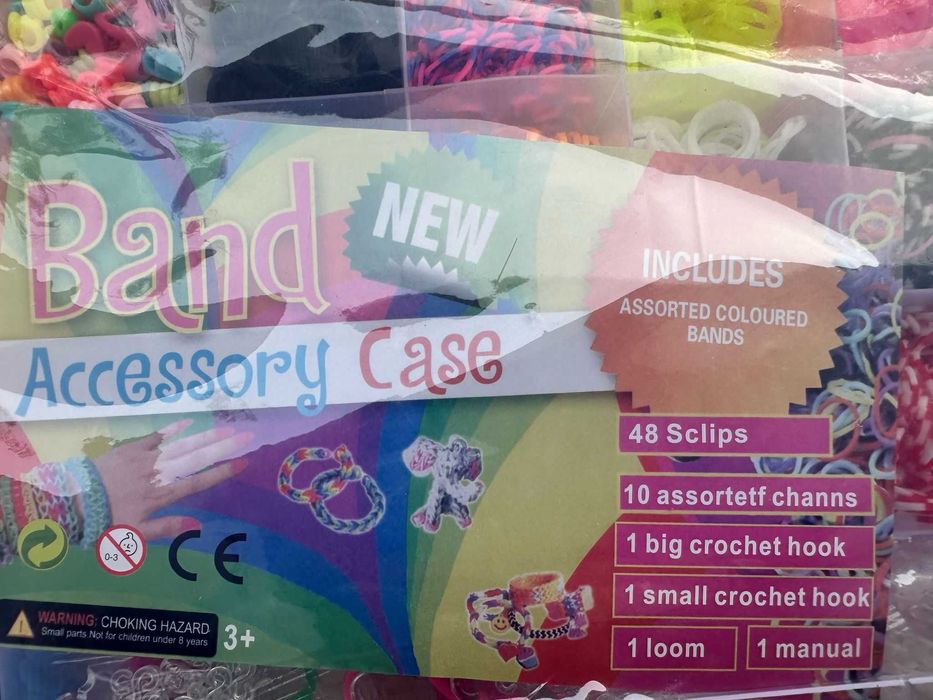 Band
NEW
INCLUDES
ASSORTED COLOURED
BANDS
Accessory Case
48 Sclips
10 assortetf channs
1 big crochet hook
1 small crochet hook
1 loom
1 manual
0-3
CE
WARNING: CHOKING HAZARD
Small parts.Not for children under 8 years
3+